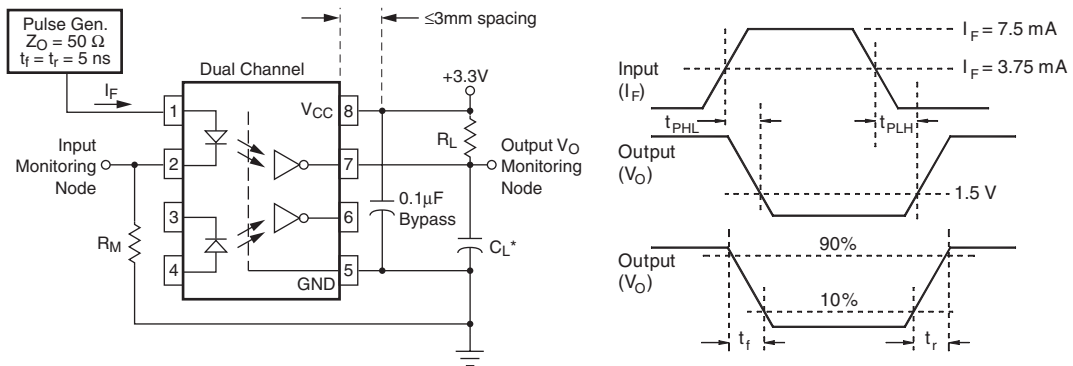 Pulse Gen.
Z_O = 50 Ω
t_f = t_r = 5 ns
≤3mm spacing
Dual Channel
+3.3V
I_F
1
V_CC
8
R_L
Input
Monitoring
Node
2
7
Output V_O
Monitoring
Node
3
6
0.1μF
Bypass
R_M
4
GND
5
C_L*
I_F = 7.5 mA
Input
(I_F)
I_F = 3.75 mA
t_PHL
t_PLH
Output
(V_O)
1.5 V
Output
(V_O)
90%
10%
t_f
t_r